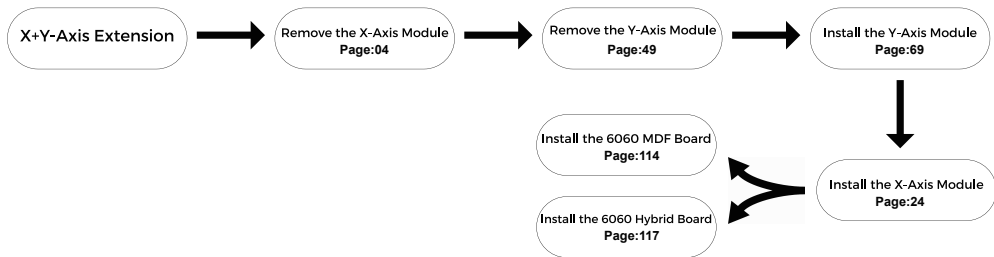 X+Y-Axis Extension
Remove the X-Axis Module
Page:04
Remove the Y-Axis Module
Page:49
Install the Y-Axis Module
Page:69
Install the X-Axis Module
Page:24
Install the 6060 MDF Board
Page:114
Install the 6060 Hybrid Board
Page:117